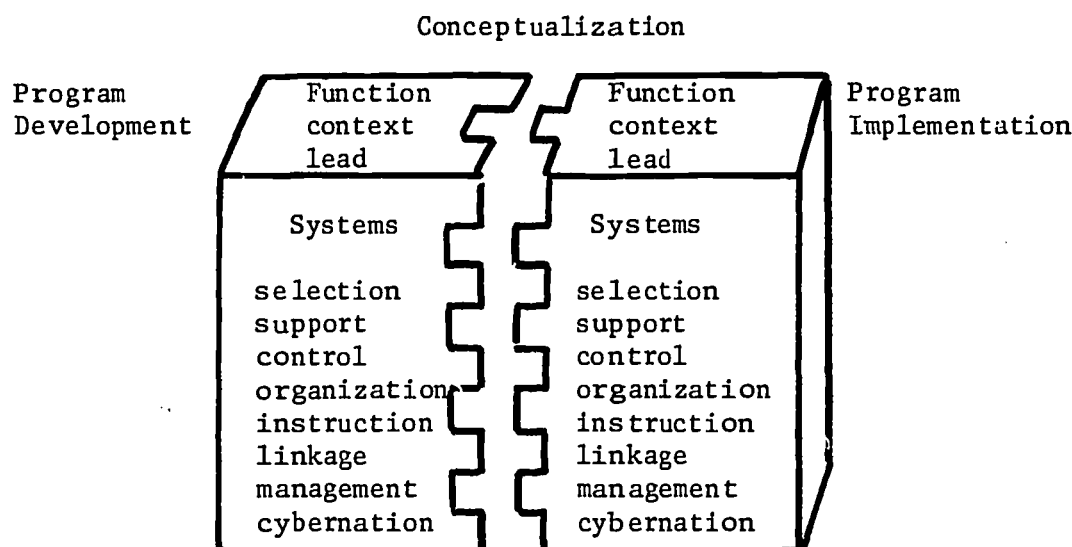 Conceptualization
Program
Development
Function
context
lead
Systems
selection
support
control
organization
instruction
linkage
management
cybernation
Function
context
lead
Systems
selection
support
control
organization
instruction
linkage
management
cybernation
Program
Implementation